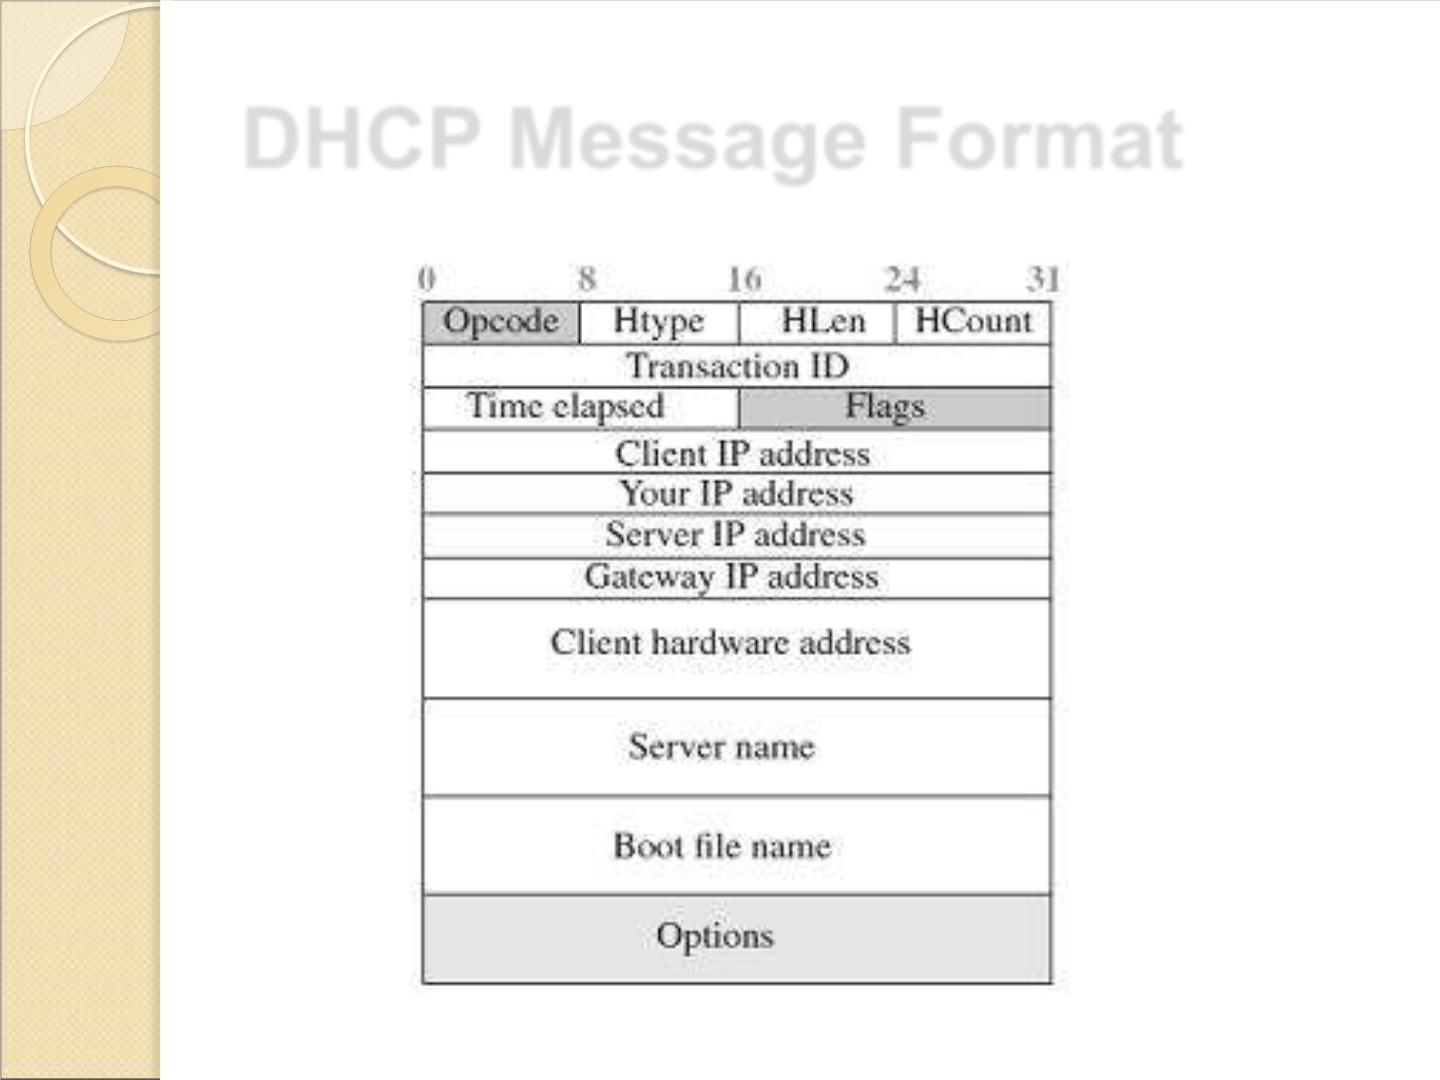 DHCP Message Format
0 8 16 24 31
Opcode Htype HLen HCount
Transaction ID
Time elapsed Flags
Client IP address
Your IP address
Server IP address
Gateway IP address
Client hardware address
Server name
Boot file name
Options